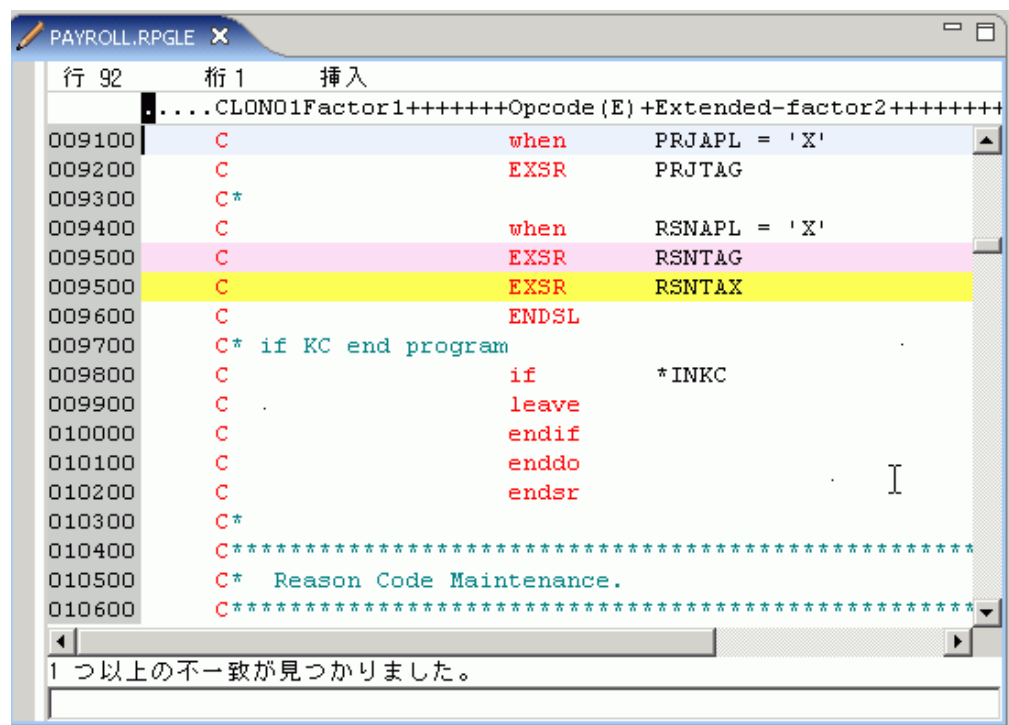 PAYROLL.RPGLE
行 92 桁 1 挿入
.....CL0N01Factor1+++++++Opcode(E)+Extended-factor2++++++++
009100 C when PRJAPL = 'X'
009200 C EXSR PRJTAG
009300 C*
009400 C when RSNAPL = 'X'
009500 C EXSR RSNTAG
009500 C EXSR RSNTAX
009600 C ENDSL
009700 C* if KC end program
009800 C if *INKC
009900 C leave
010000 C endif
010100 C enddo
010200 C endsr
010300 C*
010400 C***************************************************
010500 C* Reason Code Maintenance.
010600 C***************************************************
1 つ以上の不一致が見つかりました。